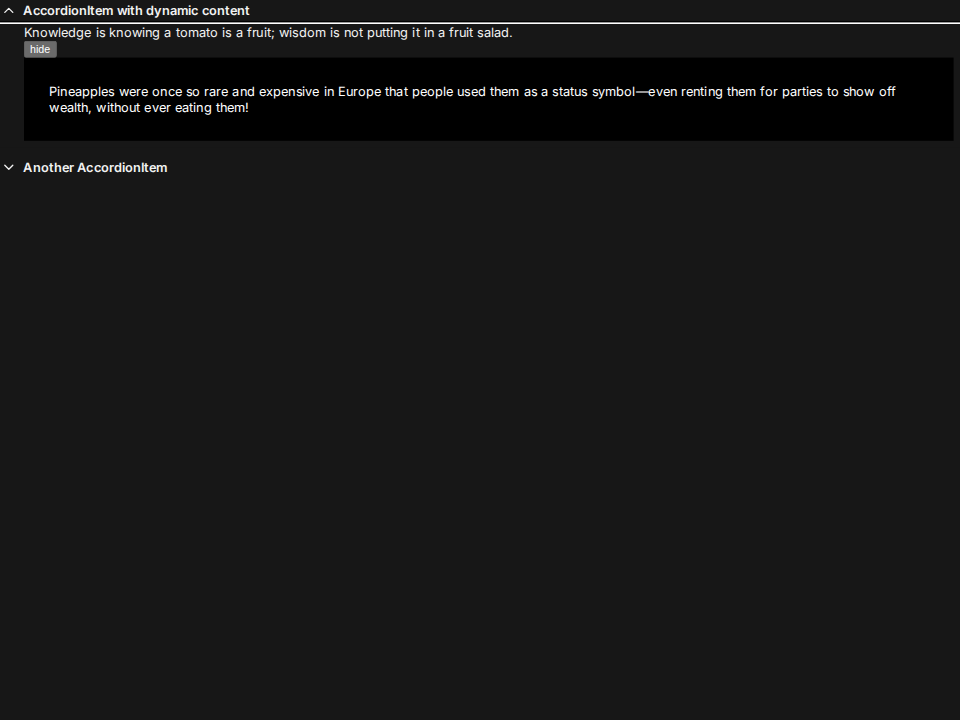 AccordionItem with dynamic content
Knowledge is knowing a tomato is a fruit; wisdom is not putting it in a fruit salad.
hide
Pineapples were once so rare and expensive in Europe that people used them as a status symbol—even renting them for parties to show off
wealth, without ever eating them!
Another AccordionItem